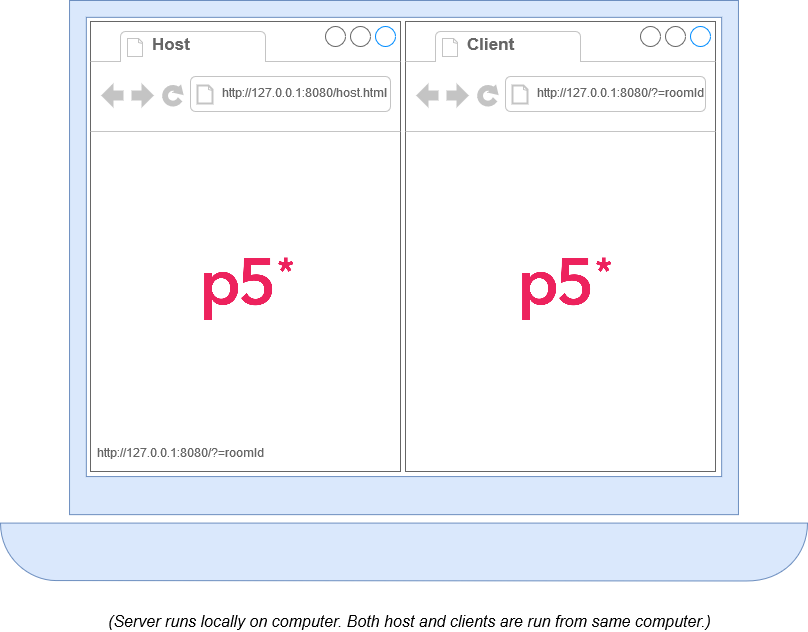 Host
http://127.0.0.1:8080/host.html
p5*
http://127.0.0.1:8080/?=roomId
Client
http://127.0.0.1:8080/?=roomId
p5*
(Server runs locally on computer. Both host and clients are run from same computer.)